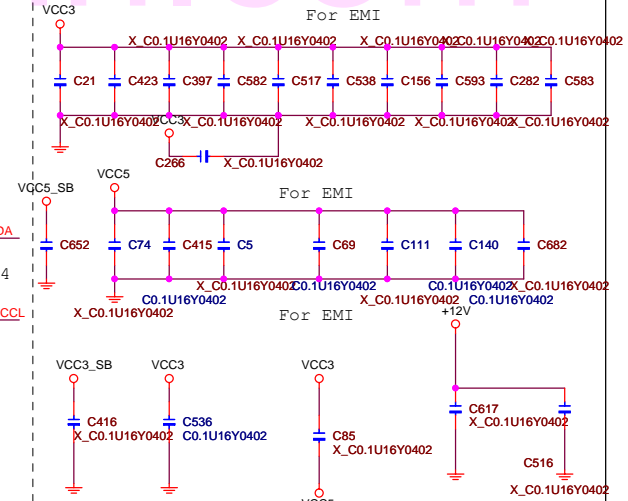 For EMI
VCC3
X_C0.1U16Y0402 X_C0.1U16Y0402 X_C0.1U16Y0402 X_C0.1U16Y0402 X_C0.1U16Y0402
C21 C423 C397 C582 C517 C538 C156 C593 C282 C583
X_C0.1U16Y0402 X_C0.1U16Y0402 X_C0.1U16Y0402 X_C0.1U16Y0402 X_C0.1U16Y0402
VCC3
C266 X_C0.1U16Y0402
VCC5_SB VCC5 For EMI
DA
C652 C74 C415 C5 C69 C111 C140 C682
4
X_C0.1U16Y0402 C0.1U16Y0402 C0.1U16Y0402 X_C0.1U16Y0402
C0.1U16Y0402 X_C0.1U16Y0402 C0.1U16Y0402
CCL X_C0.1U16Y0402 For EMI +12V
VCC3_SB VCC3 VCC3
C416 C536 C85 C617
X_C0.1U16Y0402 C0.1U16Y0402 X_C0.1U16Y0402 X_C0.1U16Y0402
C516
X_C0.1U16Y0402